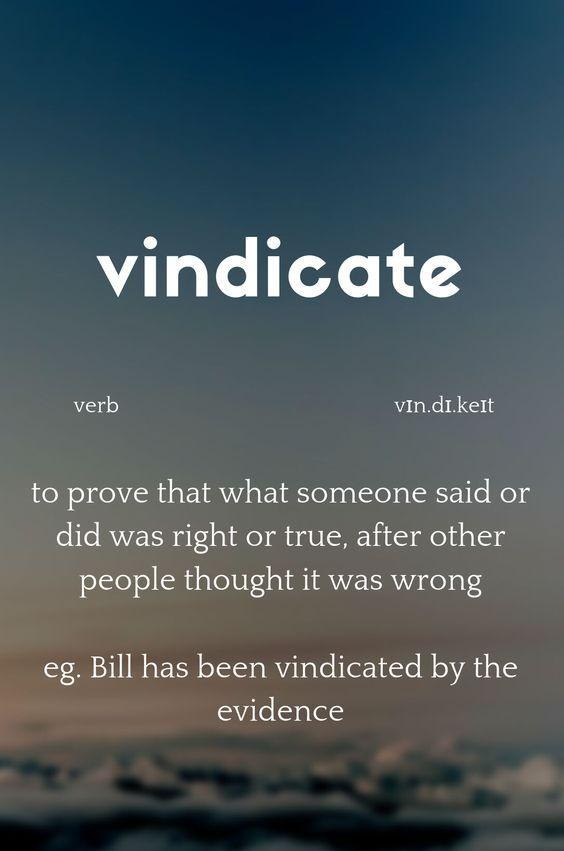 vindicate
verb vɪn.dɪ.keɪt
to prove that what someone said or
did was right or true, after other
people thought it was wrong
eg. Bill has been vindicated by the
evidence